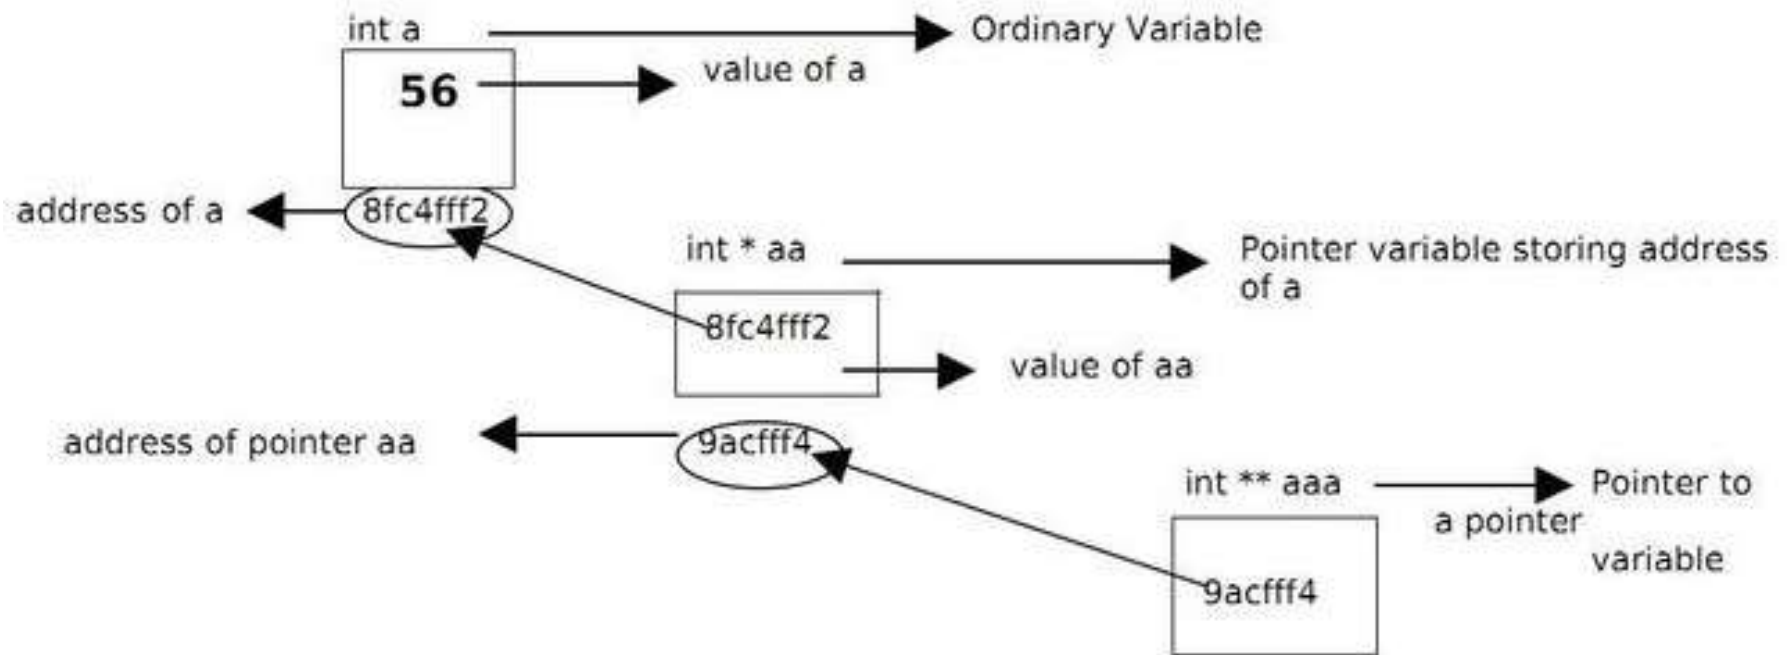 int a
Ordinary Variable
56
value of a
address of a
8fc4fff2
int * aa
Pointer variable storing address
of a
8fc4fff2
value of aa
address of pointer aa
9acfff4
int ** aaa
Pointer to
a pointer
variable
9acfff4